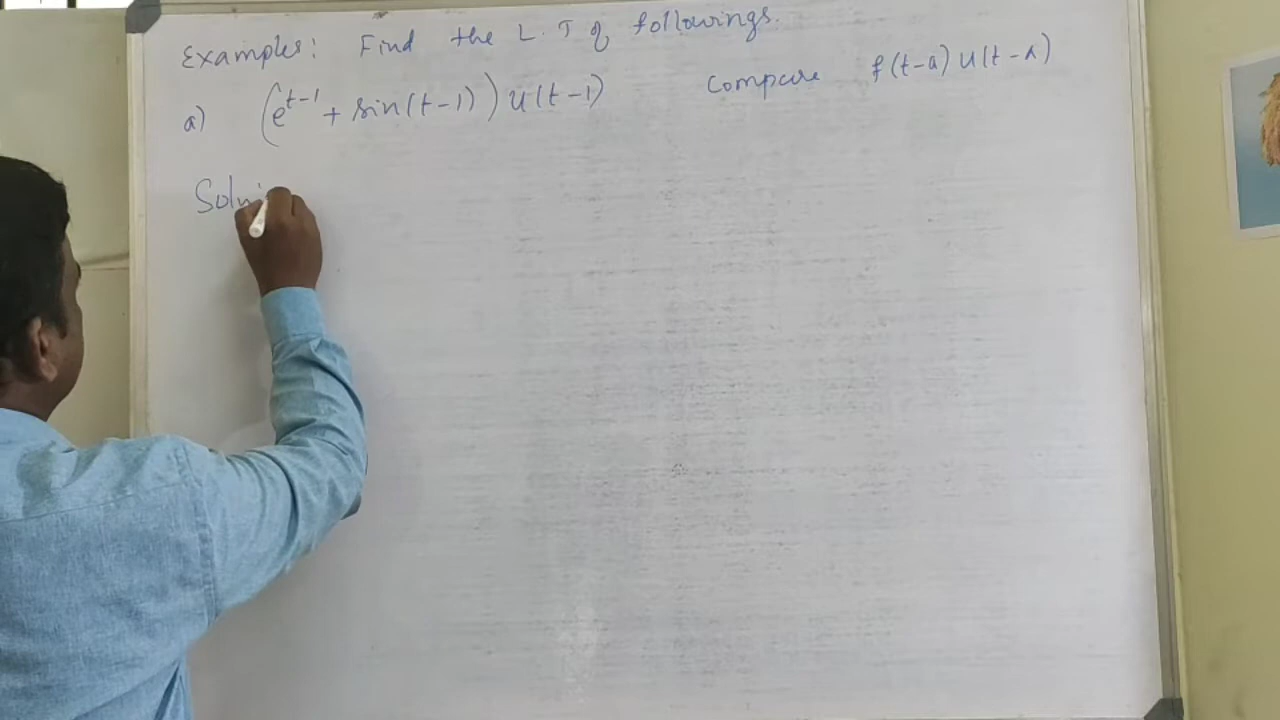 Examples: Find the L.T of followings.
a) (e^{t-1} + sin(t-1)) u(t-1) Compare f(t-a) u(t-a)
Soln: